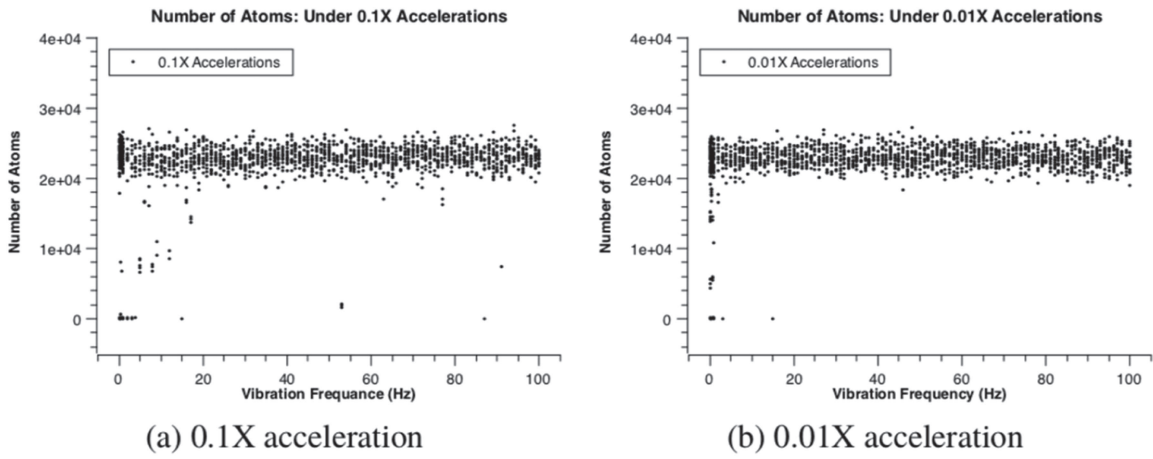 Number of Atoms: Under 0.1X Accelerations
4e+04
3e+04
2e+04
1e+04
0
Number of Atoms
0.1X Accelerations
0 20 40 60 80 100
Vibration Frequance (Hz)
(a) 0.1X acceleration
Number of Atoms: Under 0.01X Accelerations
4e+04
3e+04
2e+04
1e+04
0
Number of Atoms
0.01X Accelerations
0 20 40 60 80 100
Vibration Frequency (Hz)
(b) 0.01X acceleration